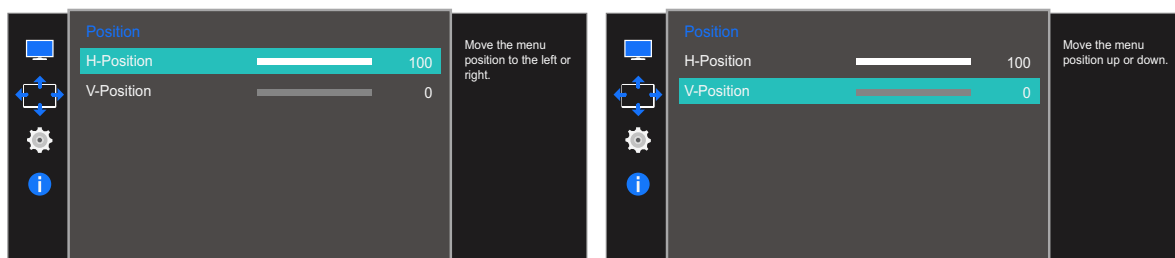 Position
H-Position 100
V-Position 0
Move the menu
position to the left or
right.
i
Position
H-Position 100
V-Position 0
Move the menu
position up or down.
i